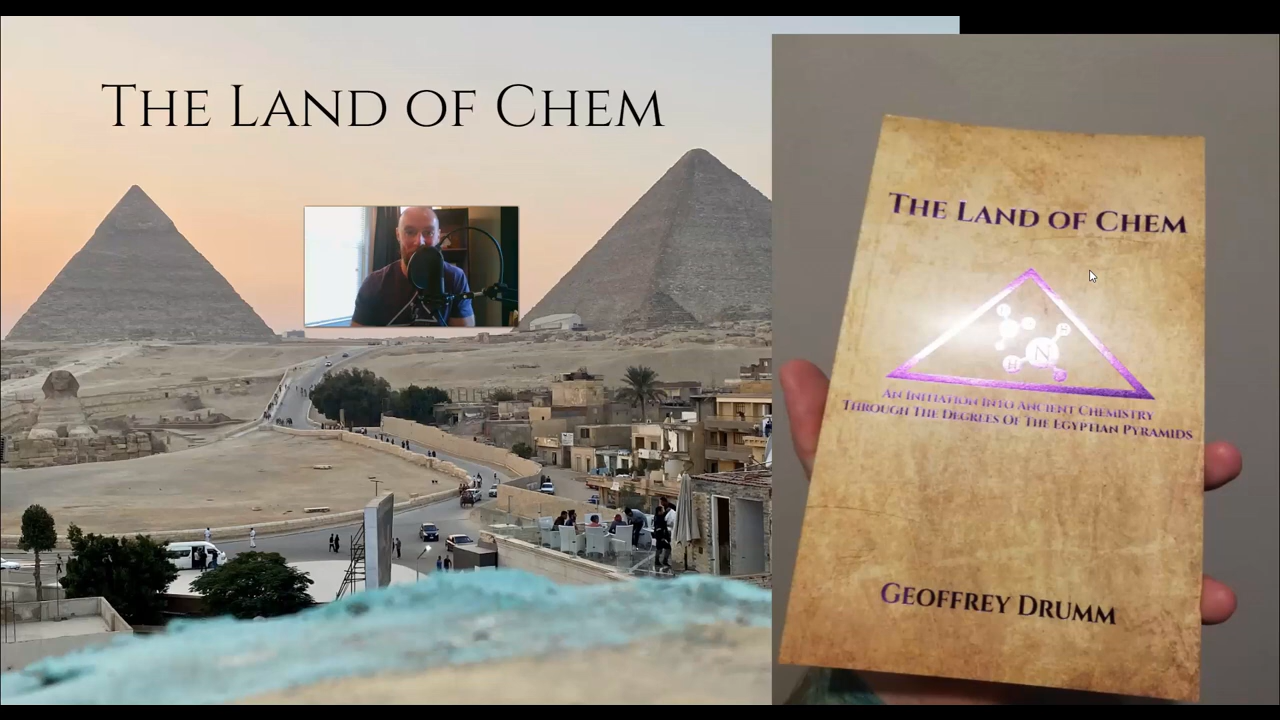 The Land of Chem
The Land of Chem
N
H
An Initiation Into Ancient Chemistry
Through The Degrees Of The Egyptian Pyramids
Geoffrey Drumm